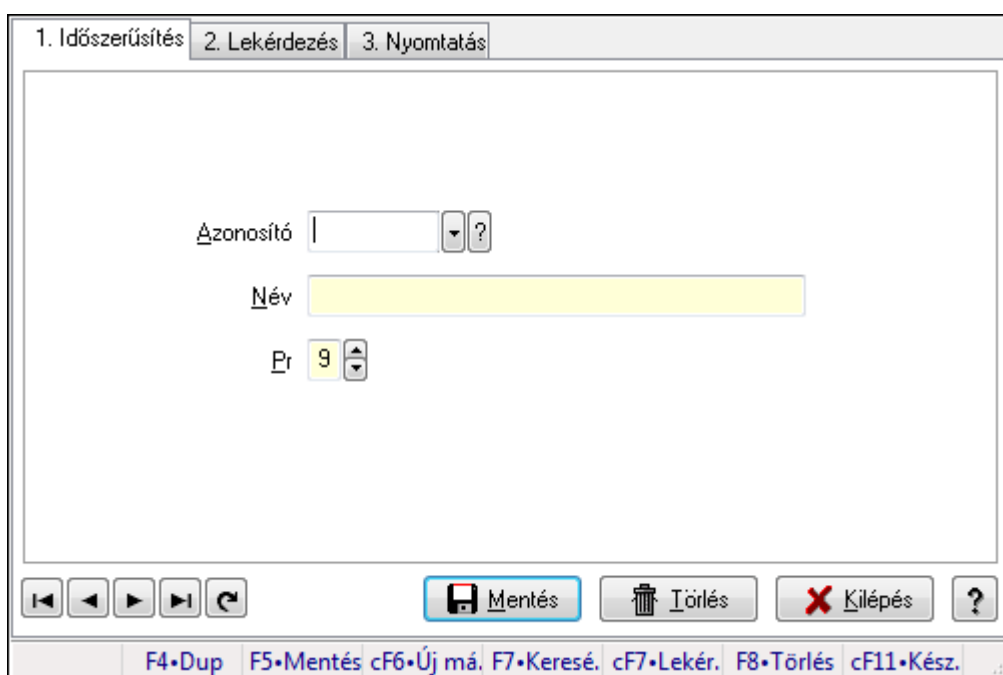 1. Időszerűsítés 2. Lekérdezés 3. Nyomtatás
Azonosító ?
Név
Pr 9
Mentés Törlés Kilépés ?
F4•Dup F5•Mentés cF6•Új má. F7•Keresé. cF7•Lekér. F8•Törlés cF11•Kész.